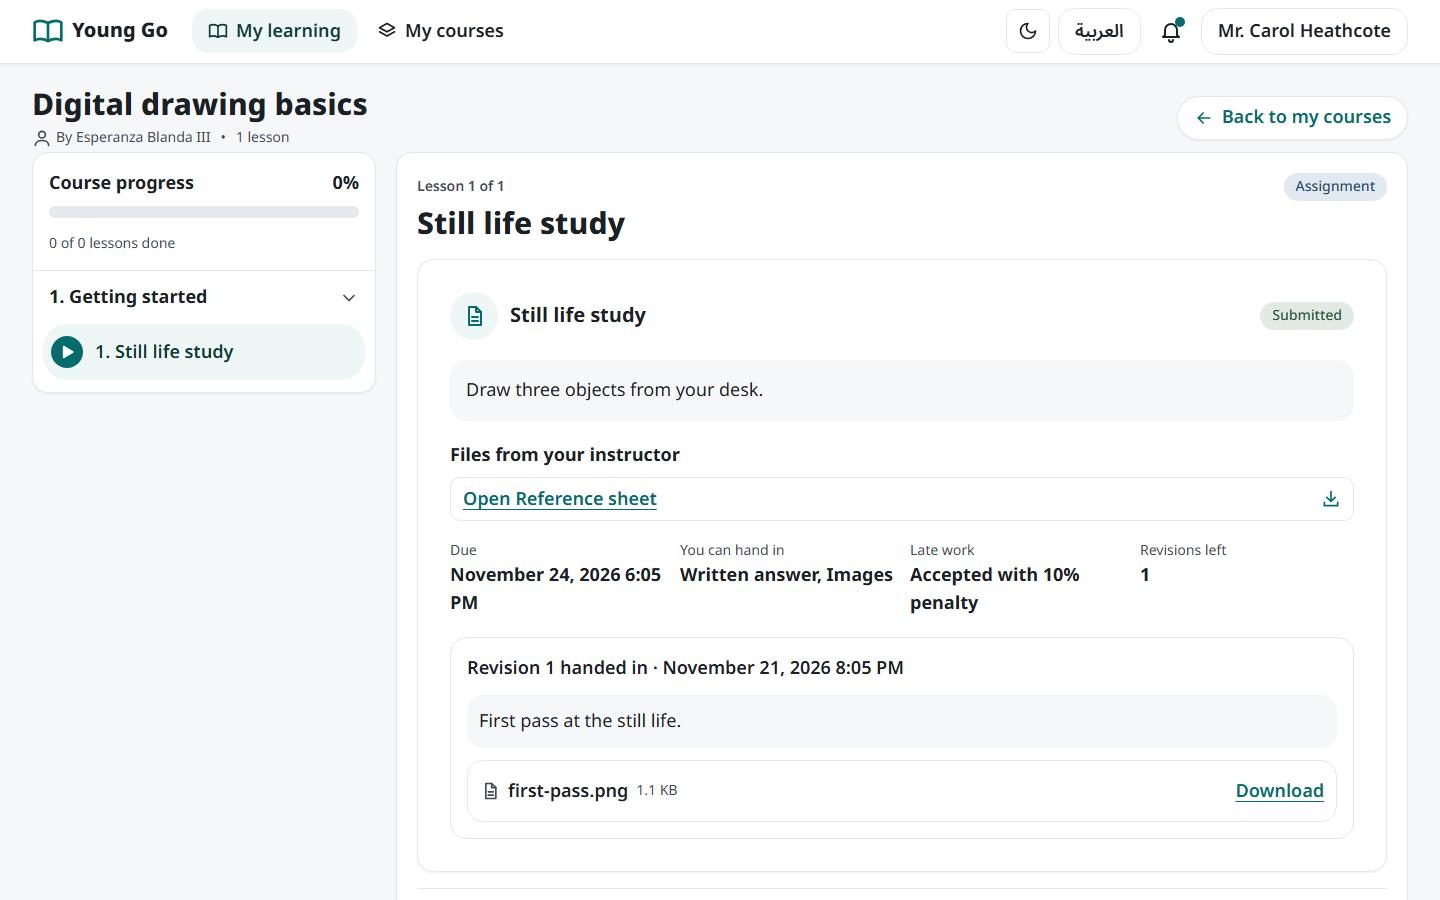 Young Go
My learning
My courses
العربية
Mr. Carol Heathcote
Digital drawing basics
By Esperanza Blanda III • 1 lesson
Back to my courses
Course progress
0%
0 of 0 lessons done
1. Getting started
1. Still life study
Lesson 1 of 1
Assignment
Still life study
Still life study
Submitted
Draw three objects from your desk.
Files from your instructor
Open Reference sheet
Due
November 24, 2026 6:05
PM
You can hand in
Written answer, Images
Late work
Accepted with 10%
penalty
Revisions left
1
Revision 1 handed in · November 21, 2026 8:05 PM
First pass at the still life.
first-pass.png 1.1 KB
Download